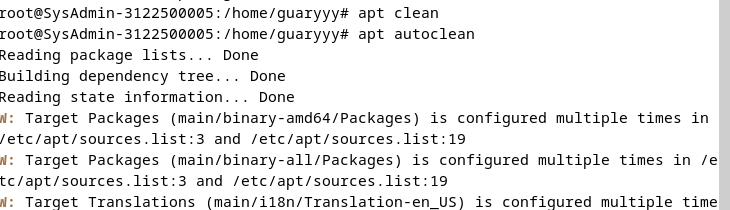 root@SysAdmin-3122500005:/home/guaryyy# apt clean
root@SysAdmin-3122500005:/home/guaryyy# apt autoclean
Reading package lists... Done
Building dependency tree... Done
Reading state information... Done
W: Target Packages (main/binary-amd64/Packages) is configured multiple times in
/etc/apt/sources.list:3 and /etc/apt/sources.list:19
W: Target Packages (main/binary-all/Packages) is configured multiple times in /e
tc/apt/sources.list:3 and /etc/apt/sources.list:19
W: Target Translations (main/i18n/Translation-en_US) is configured multiple time